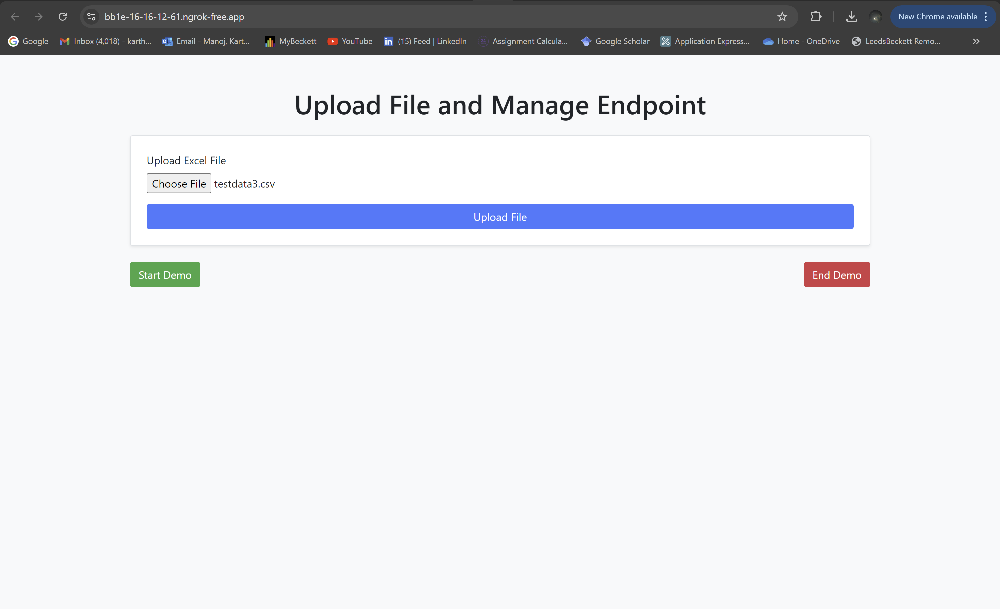 bb1e-16-16-12-61.ngrok-free.app
New Chrome available
Google
Inbox (4,018) - karth...
Email - Manoj, Kart...
MyBeckett
YouTube
(15) Feed | LinkedIn
24
Assignment Calcula...
Google Scholar
Application Express...
Home - OneDrive
LeedsBeckett Remo...
Upload File and Manage Endpoint
Upload Excel File
Choose File testdata3.csv
Upload File
Start Demo
End Demo